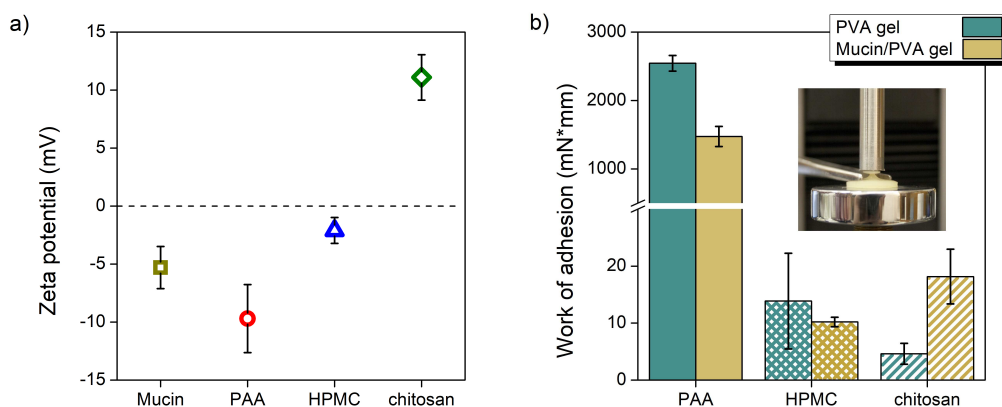 a)
Zeta potential (mV)
15
10
5
0
-5
-10
-15
Mucin PAA HPMC chitosan
b)
PVA gel
Mucin/PVA gel
Work of adhesion (mN*mm)
3000
2000
1000
20
10
0
PAA HPMC chitosan